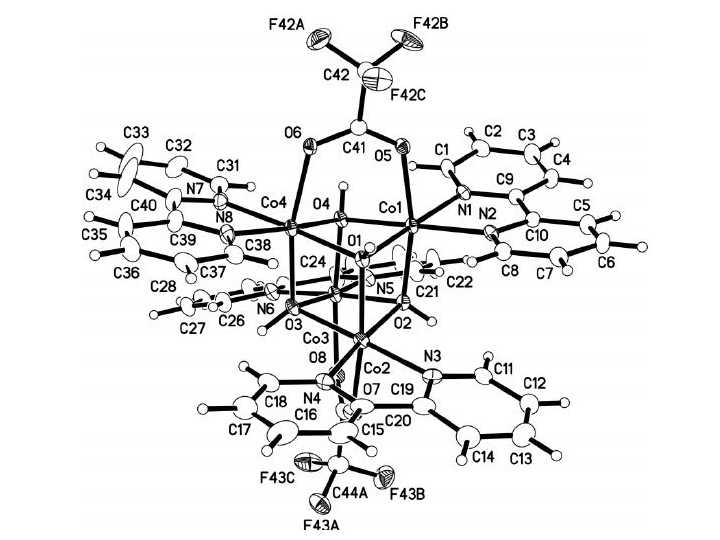 F42A F42B
C42
F42C
O6 C41 O5
C33 C32 C31
C1 C2 C3 C4
C34 N7 N8
Co4 O4 Co1 N1 C9
C40 N2 C5
C35 C39 C38 O1 C10
C36 C37 C24 C8 C7 C6
C28 N5 C21 C22
N6
C27 C26 O3 O2
Co3
O8 Co2 N3 C11
C18 N4 O7 C19 C12
C17 C16 C15 C20
C14 C13
F43C C44A F43B
F43A